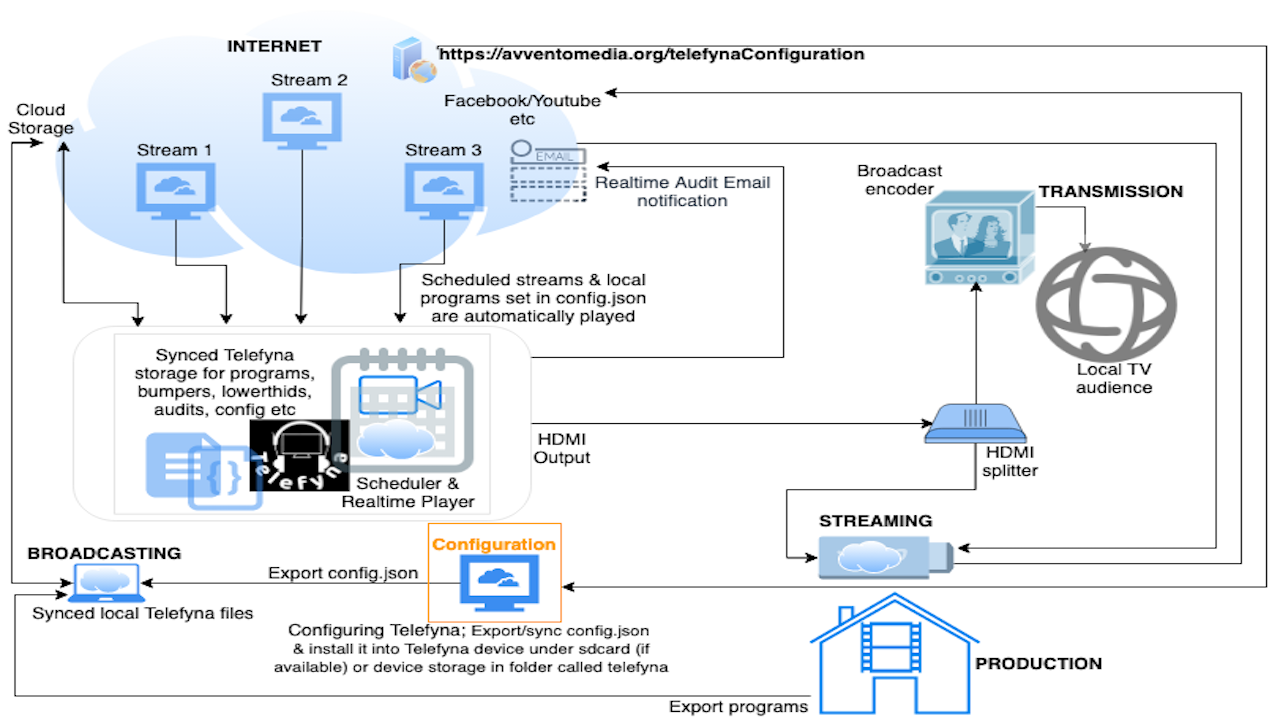 INTERNET
https://avventomedia.org/telefynaConfiguration
Stream 2
Facebook/Youtube
etc
Cloud
Storage
Stream 1
Stream 3
EMAIL
Realtime Audit Email
notification
Broadcast
encoder
TRANSMISSION
Scheduled streams & local
programs set in config.json
are automatically played
Local TV
audience
Synced Telefyna
storage for programs,
bumpers, lowerthids,
audits, config etc
{ }
Telefyne
Scheduler &
Realtime Player
HDMI
Output
HDMI
splitter
STREAMING
BROADCASTING
Configuration
Export config.json
Synced local Telefyna files
Configuring Telefyna; Export/sync config.json
& install it into Telefyna device under sdcard (if
available) or device storage in folder called telefyna
PRODUCTION
Export programs